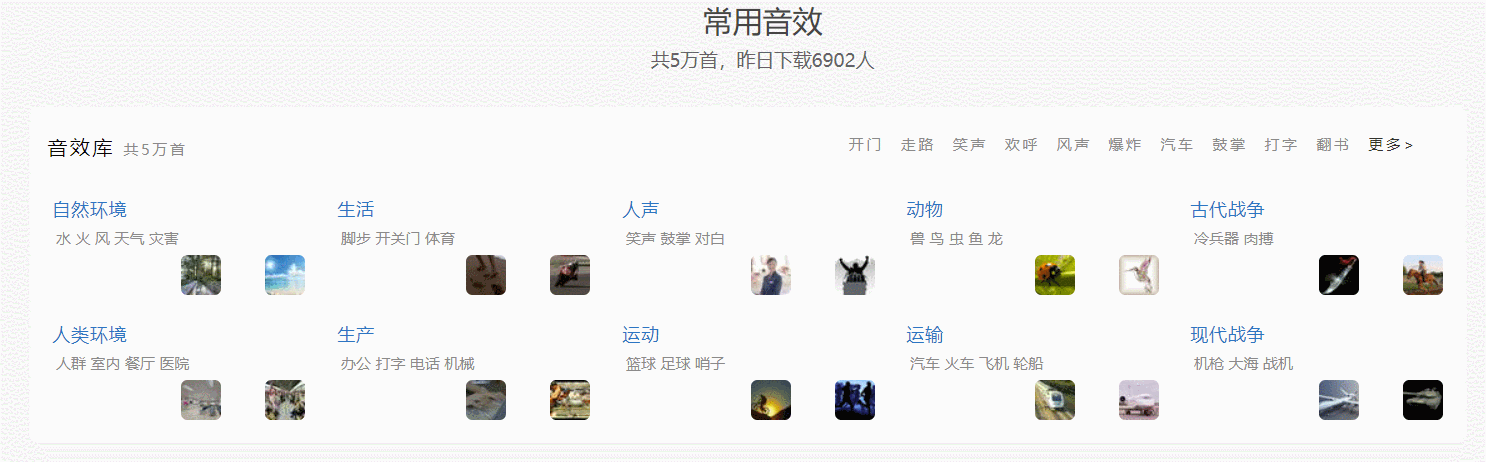 常用音效
共5万首，昨日下载6902人
音效库 共5万首 开门 走路 笑声 欢呼 风声 爆炸 汽车 鼓掌 打字 翻书 更多>
自然环境 生活 人声 动物 古代战争
水 火 风 天气 灾害 脚步 开关门 体育 笑声 鼓掌 对白 兽 鸟 虫 鱼 龙 冷兵器 肉搏
人类环境 生产 运动 运输 现代战争
人群 室内 餐厅 医院 办公 打字 电话 机械 篮球 足球 哨子 汽车 火车 飞机 轮船 机枪 大海 战机